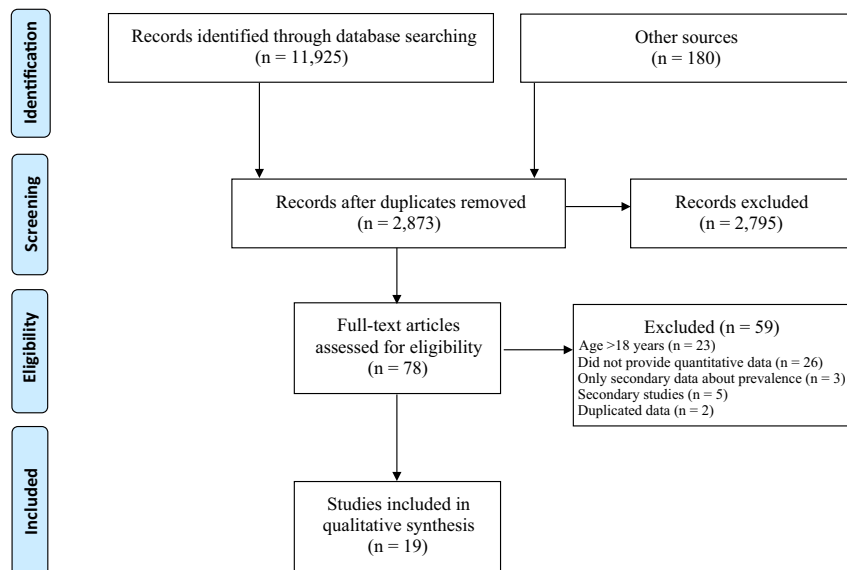 Identification
Records identified through database searching
(n = 11,925)
Other sources
(n = 180)
Screening
Records after duplicates removed
(n = 2,873)
Records excluded
(n = 2,795)
Eligibility
Full-text articles
assessed for eligibility
(n = 78)
Excluded (n = 59)
Age >18 years (n = 23)
Did not provide quantitative data (n = 26)
Only secondary data about prevalence (n = 3)
Secondary studies (n = 5)
Duplicated data (n = 2)
Included
Studies included in
qualitative synthesis
(n = 19)